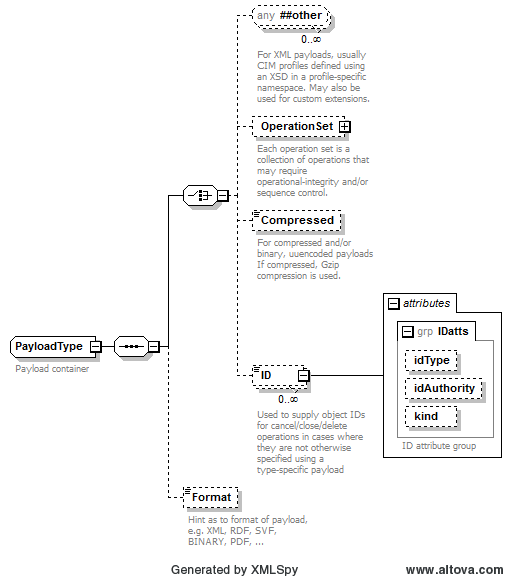 any ##other
0..∞
For XML payloads, usually
CIM profiles defined using
an XSD in a profile-specific
namespace. May also be
used for custom extensions.
OperationSet
Each operation set is a
collection of operations that
may require
operational-integrity and/or
sequence control.
Compressed
For compressed and/or
binary, uuencoded payloads
If compressed, Gzip
compression is used.
PayloadType
Payload container
ID
0..∞
Used to supply object IDs
for cancel/close/delete
operations in cases where
they are not otherwise
specified using a
type-specific payload
attributes
grp IDatts
idType
idAuthority
kind
ID attribute group
Format
Hint as to format of payload,
e.g. XML, RDF, SVF,
BINARY, PDF, ...
Generated by XMLSpy
www.altova.com